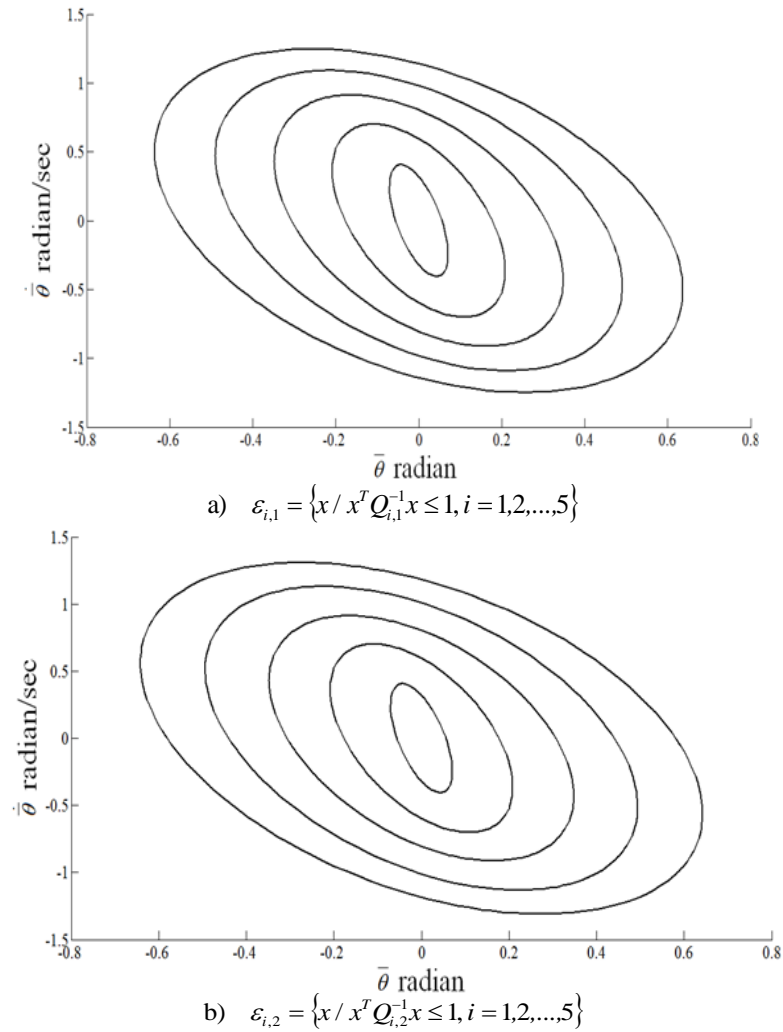 1.5
1
0.5
0
-0.5
-1
-1.5
-0.8 -0.6 -0.4 -0.2 0 0.2 0.4 0.6 0.8
θ̇̄ radian/sec
θ̄ radian
a) ε_{i,1} = {x / x^T Q_{i,1}^{-1} x ≤ 1, i = 1,2,...,5}
1.5
1
0.5
0
-0.5
-1
-1.5
-0.8 -0.6 -0.4 -0.2 0 0.2 0.4 0.6 0.8
θ̇̄ radian/sec
θ̄ radian
b) ε_{i,2} = {x / x^T Q_{i,2}^{-1} x ≤ 1, i = 1,2,...,5}